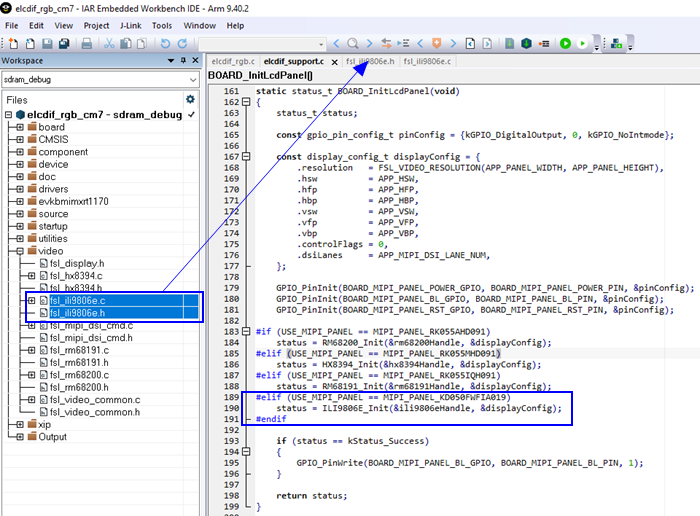 elcdif_rgb_cm7 - IAR Embedded Workbench IDE - Arm 9.40.2
File Edit View Project J-Link Tools Window Help
Workspace
sdram_debug
Files
elcdif_rgb_cm7 - sdram_debug
board
CMSIS
component
device
doc
drivers
evkbmimxrt1170
source
startup
utilities
video
fsl_display.h
fsl_hx8394.c
fsl_hx8394.h
fsl_ili9806e.c
fsl_ili9806e.h
fsl_mipi_dsi_cmd.c
fsl_mipi_dsi_cmd.h
fsl_rm68191.c
fsl_rm68191.h
fsl_rm68200.c
fsl_rm68200.h
fsl_video_common.c
fsl_video_common.h
xip
Output
elcdif_rgb.c elcdif_support.c fsl_ili9806e.h fsl_ili9806e.c
BOARD_InitLcdPanel()
161 static status_t BOARD_InitLcdPanel(void)
162 {
163 status_t status;
164
165 const gpio_pin_config_t pinConfig = {kGPIO_DigitalOutput, 0, kGPIO_NoIntmode};
166
167 const display_config_t displayConfig = {
168 .resolution = FSL_VIDEO_RESOLUTION(APP_PANEL_WIDTH, APP_PANEL_HEIGHT),
169 .hsw = APP_HSW,
170 .hfp = APP_HFP,
171 .hbp = APP_HBP,
172 .vsw = APP_VSW,
173 .vfp = APP_VFP,
174 .vbp = APP_VBP,
175 .controlFlags = 0,
176 .dsiLanes = APP_MIPI_DSI_LANE_NUM,
177 };
178
179 GPIO_PinInit(BOARD_MIPI_PANEL_POWER_GPIO, BOARD_MIPI_PANEL_POWER_PIN, &pinConfig);
180 GPIO_PinInit(BOARD_MIPI_PANEL_BL_GPIO, BOARD_MIPI_PANEL_BL_PIN, &pinConfig);
181 GPIO_PinInit(BOARD_MIPI_PANEL_RST_GPIO, BOARD_MIPI_PANEL_RST_PIN, &pinConfig);
182
183 #if (USE_MIPI_PANEL == MIPI_PANEL_RK055AHD091)
184 status = RM68200_Init(&rm68200Handle, &displayConfig);
185 #elif (USE_MIPI_PANEL == MIPI_PANEL_RK055MHD091)
186 status = HX8394_Init(&hx8394Handle, &displayConfig);
187 #elif (USE_MIPI_PANEL == MIPI_PANEL_RK055IQH091)
188 status = RM68191_Init(&rm68191Handle, &displayConfig);
189 #elif (USE_MIPI_PANEL == MIPI_PANEL_KD050FWFIA019)
190 status = ILI9806E_Init(&ili9806eHandle, &displayConfig);
191 #endif
192
193 if (status == kStatus_Success)
194 {
195 GPIO_PinWrite(BOARD_MIPI_PANEL_BL_GPIO, BOARD_MIPI_PANEL_BL_PIN, 1);
196 }
197
198 return status;
199 }